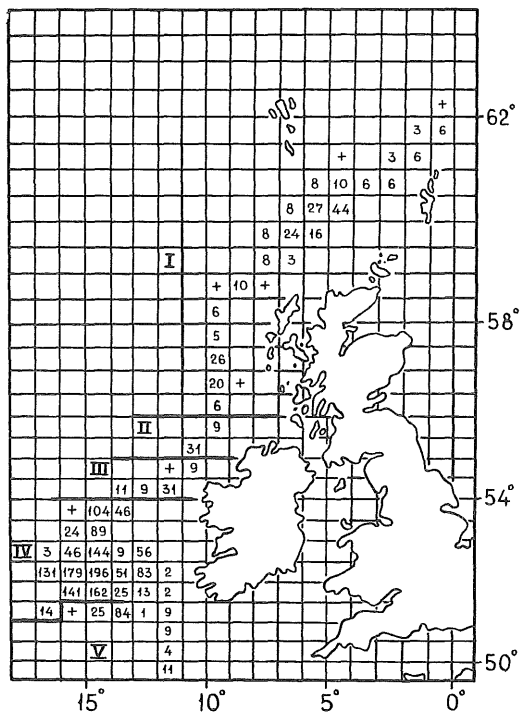 +
62°
3 6
+ 3 6
8 10 6 6
8 27 44
8 24 16
I 8 3
+ 10 +
6
58°
5
26
20 +
6
II 9
31
III + 9
11 9 31
54°
+ 104 46
24 89
IV 3 46 144 9 56
131 179 196 51 83 2
141 162 25 13 2
14 + 25 84 1 9
9
V 4
50°
11
15° 10° 5° 0°